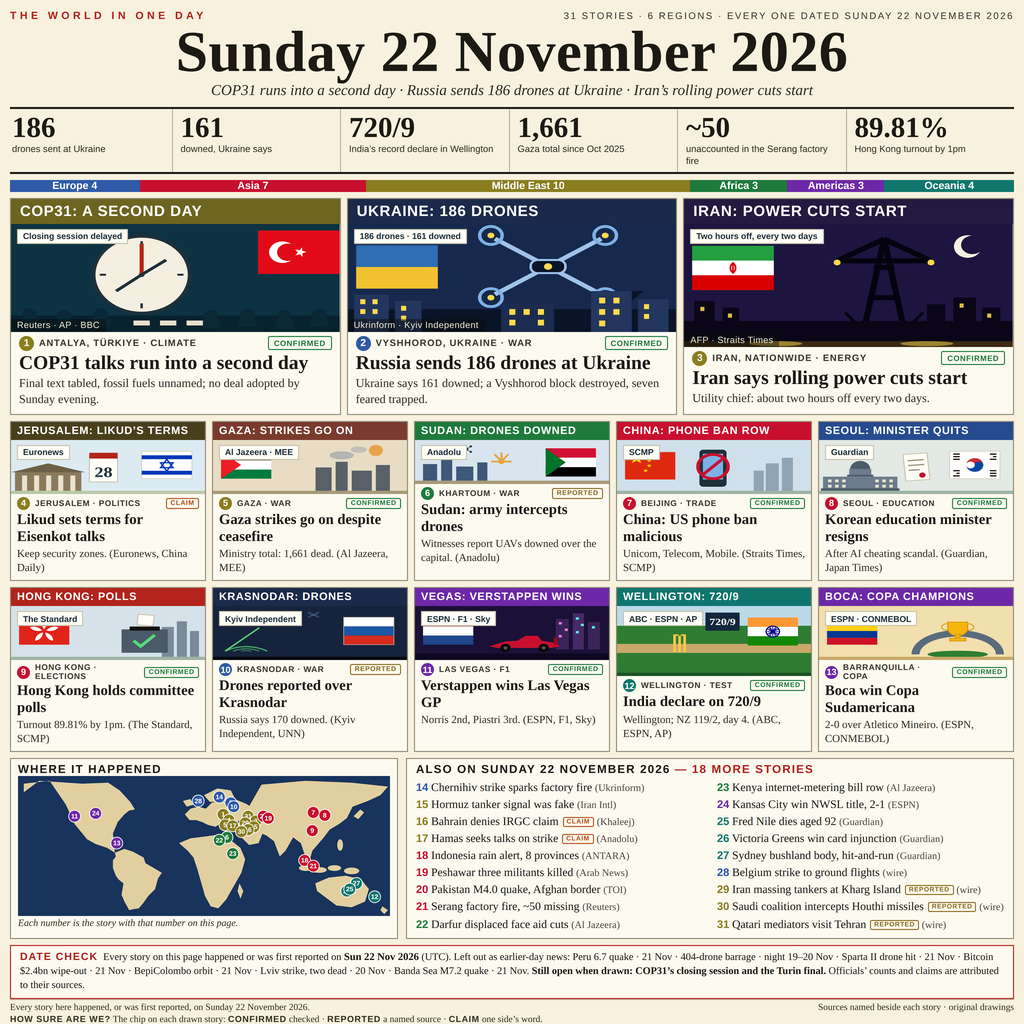 THE WORLD IN ONE DAY
31 STORIES · 6 REGIONS · EVERY ONE DATED SUNDAY 22 NOVEMBER 2026
Sunday 22 November 2026
COP31 runs into a second day · Russia sends 186 drones at Ukraine · Iran's rolling power cuts start
186
drones sent at Ukraine
161
downed, Ukraine says
720/9
India's record declare in Wellington
1,661
Gaza total since Oct 2025
~50
unaccounted in the Serang factory
fire
89.81%
Hong Kong turnout by 1pm
Europe 4
Asia 7
Middle East 10
Africa 3
Americas 3
Oceania 4
COP31: A SECOND DAY
Closing session delayed
Reuters · AP · BBC
1 ANTALYA, TÜRKIYE · CLIMATE
CONFIRMED
COP31 talks run into a second day
Final text tabled, fossil fuels unnamed; no deal adopted by
Sunday evening.
UKRAINE: 186 DRONES
186 drones · 161 downed
Ukrinform · Kyiv Independent
2 VYSHHOROD, UKRAINE · WAR
CONFIRMED
Russia sends 186 drones at Ukraine
Ukraine says 161 downed; a Vyshhorod block destroyed, seven
feared trapped.
IRAN: POWER CUTS START
Two hours off, every two days
AFP · Straits Times
3 IRAN, NATIONWIDE · ENERGY
CONFIRMED
Iran says rolling power cuts start
Utility chief: about two hours off every two days.
JERUSALEM: LIKUD'S TERMS
Euronews
28
4 JERUSALEM · POLITICS
CLAIM
Likud sets terms for
Eisenkot talks
Keep security zones. (Euronews, China
Daily)
GAZA: STRIKES GO ON
Al Jazeera · MEE
5 GAZA · WAR
CONFIRMED
Gaza strikes go on despite
ceasefire
Ministry total: 1,661 dead. (Al Jazeera,
MEE)
SUDAN: DRONES DOWNED
Anadolu
6 KHARTOUM · WAR
REPORTED
Sudan: army intercepts
drones
Witnesses report UAVs downed over the
capital. (Anadolu)
CHINA: PHONE BAN ROW
SCMP
7 BEIJING · TRADE
CONFIRMED
China: US phone ban
malicious
Unicom, Telecom, Mobile. (Straits Times,
SCMP)
SEOUL: MINISTER QUITS
Guardian
8 SEOUL · EDUCATION
CONFIRMED
Korean education minister
resigns
After AI cheating scandal. (Guardian,
Japan Times)
HONG KONG: POLLS
The Standard
9 HONG KONG ·
ELECTIONS
CONFIRMED
Hong Kong holds committee
polls
Turnout 89.81% by 1pm. (The Standard,
SCMP)
KRASNODAR: DRONES
Kyiv Independent
10 KRASNODAR · WAR
REPORTED
Drones reported over
Krasnodar
Russia says 170 downed. (Kyiv
Independent, UNN)
VEGAS: VERSTAPPEN WINS
ESPN · F1 · Sky
11 LAS VEGAS · F1
CONFIRMED
Verstappen wins Las Vegas
GP
Norris 2nd, Piastri 3rd. (ESPN, F1, Sky)
WELLINGTON: 720/9
ABC · ESPN · AP
720/9
12 WELLINGTON · TEST
CONFIRMED
India declare on 720/9
Wellington; NZ 119/2, day 4. (ABC,
ESPN, AP)
BOCA: COPA CHAMPIONS
ESPN · CONMEBOL
13 BARRANQUILLA ·
COPA
CONFIRMED
Boca win Copa
Sudamericana
2-0 over Atletico Mineiro. (ESPN,
CONMEBOL)
WHERE IT HAPPENED
Each number is the story with that number on this page.
ALSO ON SUNDAY 22 NOVEMBER 2026 — 18 MORE STORIES
14 Chernihiv strike sparks factory fire (Ukrinform)
15 Hormuz tanker signal was fake (Iran Intl)
16 Bahrain denies IRGC claim CLAIM (Khaleej)
17 Hamas seeks talks on strike CLAIM (Anadolu)
18 Indonesia rain alert, 8 provinces (ANTARA)
19 Peshawar three militants killed (Arab News)
20 Pakistan M4.0 quake, Afghan border (TOI)
21 Serang factory fire, ~50 missing (Reuters)
22 Darfur displaced face aid cuts (Al Jazeera)
23 Kenya internet-metering bill row (Al Jazeera)
24 Kansas City win NWSL title, 2-1 (ESPN)
25 Fred Nile dies aged 92 (Guardian)
26 Victoria Greens win card injunction (Guardian)
27 Sydney bushland body, hit-and-run (Guardian)
28 Belgium strike to ground flights (wire)
29 Iran massing tankers at Kharg Island REPORTED (wire)
30 Saudi coalition intercepts Houthi missiles REPORTED (wire)
31 Qatari mediators visit Tehran REPORTED (wire)
DATE CHECK Every story on this page happened or was first reported on Sun 22 Nov 2026 (UTC). Left out as earlier-day news: Peru 6.7 quake · 21 Nov · 404-drone barrage · night 19–20 Nov · Sparta II drone hit · 21 Nov · Bitcoin
$2.4bn wipe-out · 21 Nov · BepiColombo orbit · 21 Nov · Lviv strike, two dead · 20 Nov · Banda Sea M7.2 quake · 21 Nov. Still open when drawn: COP31's closing session and the Turin final. Officials' counts and claims are attributed
to their sources.
Every story here happened, or was first reported, on Sunday 22 November 2026.
Sources named beside each story · original drawings
HOW SURE ARE WE? The chip on each drawn story: CONFIRMED checked · REPORTED a named source · CLAIM one side's word.